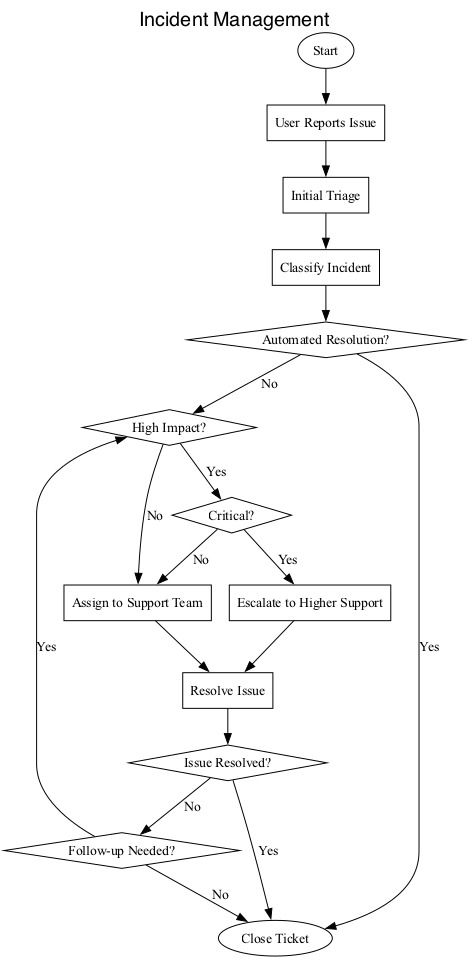 Incident Management
Start
User Reports Issue
Initial Triage
Classify Incident
Automated Resolution?
No
High Impact?
Yes
Critical?
No
No
Yes
Assign to Support Team
Escalate to Higher Support
Yes
Yes
Resolve Issue
Issue Resolved?
No
Follow-up Needed?
Yes
No
Close Ticket